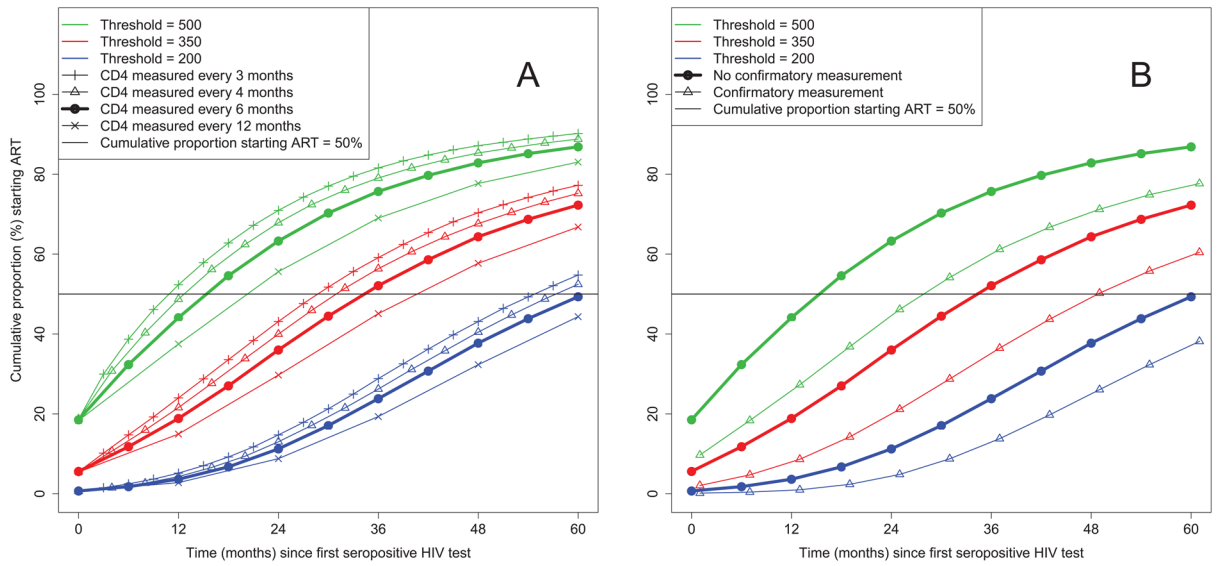 Threshold = 500
Threshold = 350
Threshold = 200
CD4 measured every 3 months
CD4 measured every 4 months
CD4 measured every 6 months
CD4 measured every 12 months
Cumulative proportion starting ART = 50%
A
Cumulative proportion (%) starting ART
100
80
60
40
20
0
0 12 24 36 48 60
Time (months) since first seropositive HIV test
Threshold = 500
Threshold = 350
Threshold = 200
No confirmatory measurement
Confirmatory measurement
Cumulative proportion starting ART = 50%
B
100
80
60
40
20
0
0 12 24 36 48 60
Time (months) since first seropositive HIV test